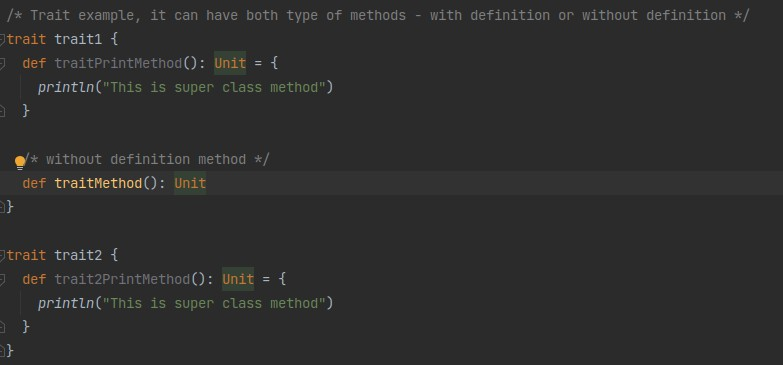 /* Trait example, it can have both type of methods - with definition or without definition */
trait trait1 {
  def traitPrintMethod(): Unit = {
    println("This is super class method")
  }
  /* without definition method */
  def traitMethod(): Unit
}
trait trait2 {
  def trait2PrintMethod(): Unit = {
    println("This is super class method")
  }
}